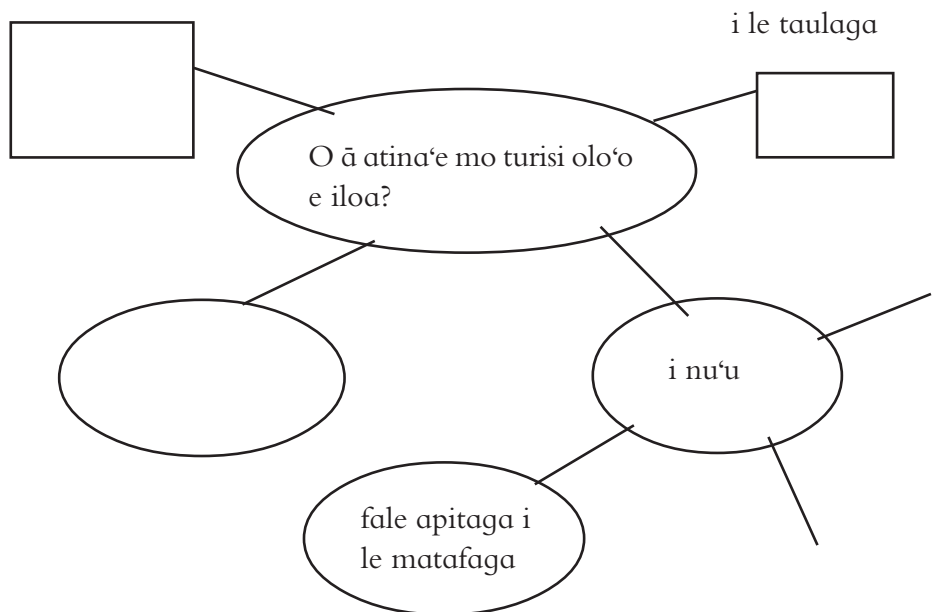 i le taulaga
O ā atina‘e mo turisi olo‘o
e iloa?
i nu‘u
fale apitaga i
le matafaga